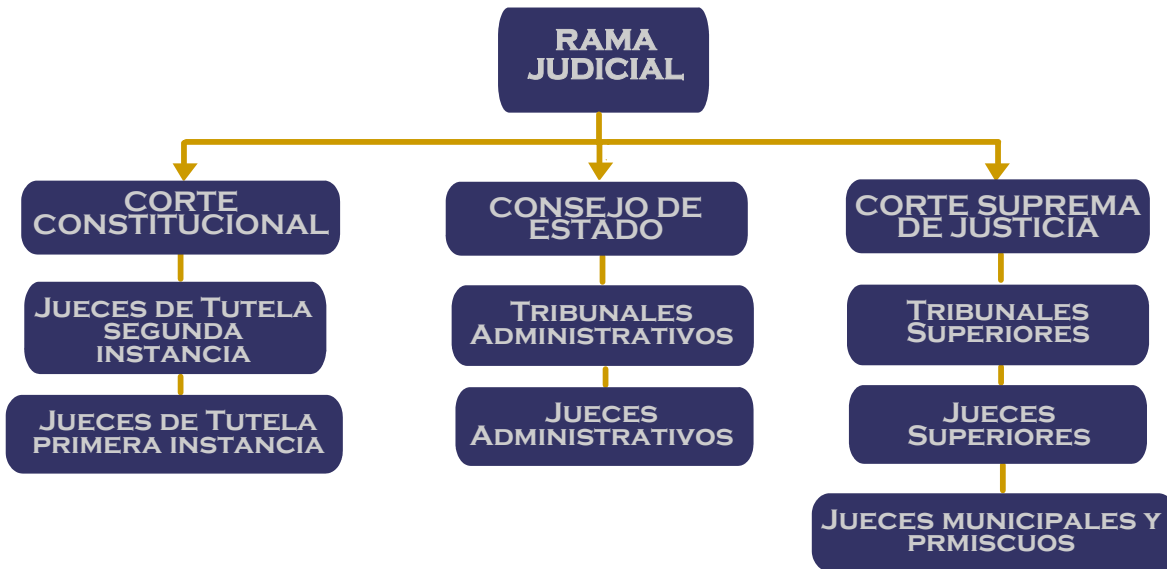 RAMA
JUDICIAL
CORTE
CONSTITUCIONAL
CONSEJO DE
ESTADO
CORTE SUPREMA
DE JUSTICIA
JUECES DE TUTELA
SEGUNDA
INSTANCIA
TRIBUNALES
ADMINISTRATIVOS
TRIBUNALES
SUPERIORES
JUECES DE TUTELA
PRIMERA INSTANCIA
JUECES
ADMINISTRATIVOS
JUECES
SUPERIORES
JUECES MUNICIPALES Y
PRMISCUOS